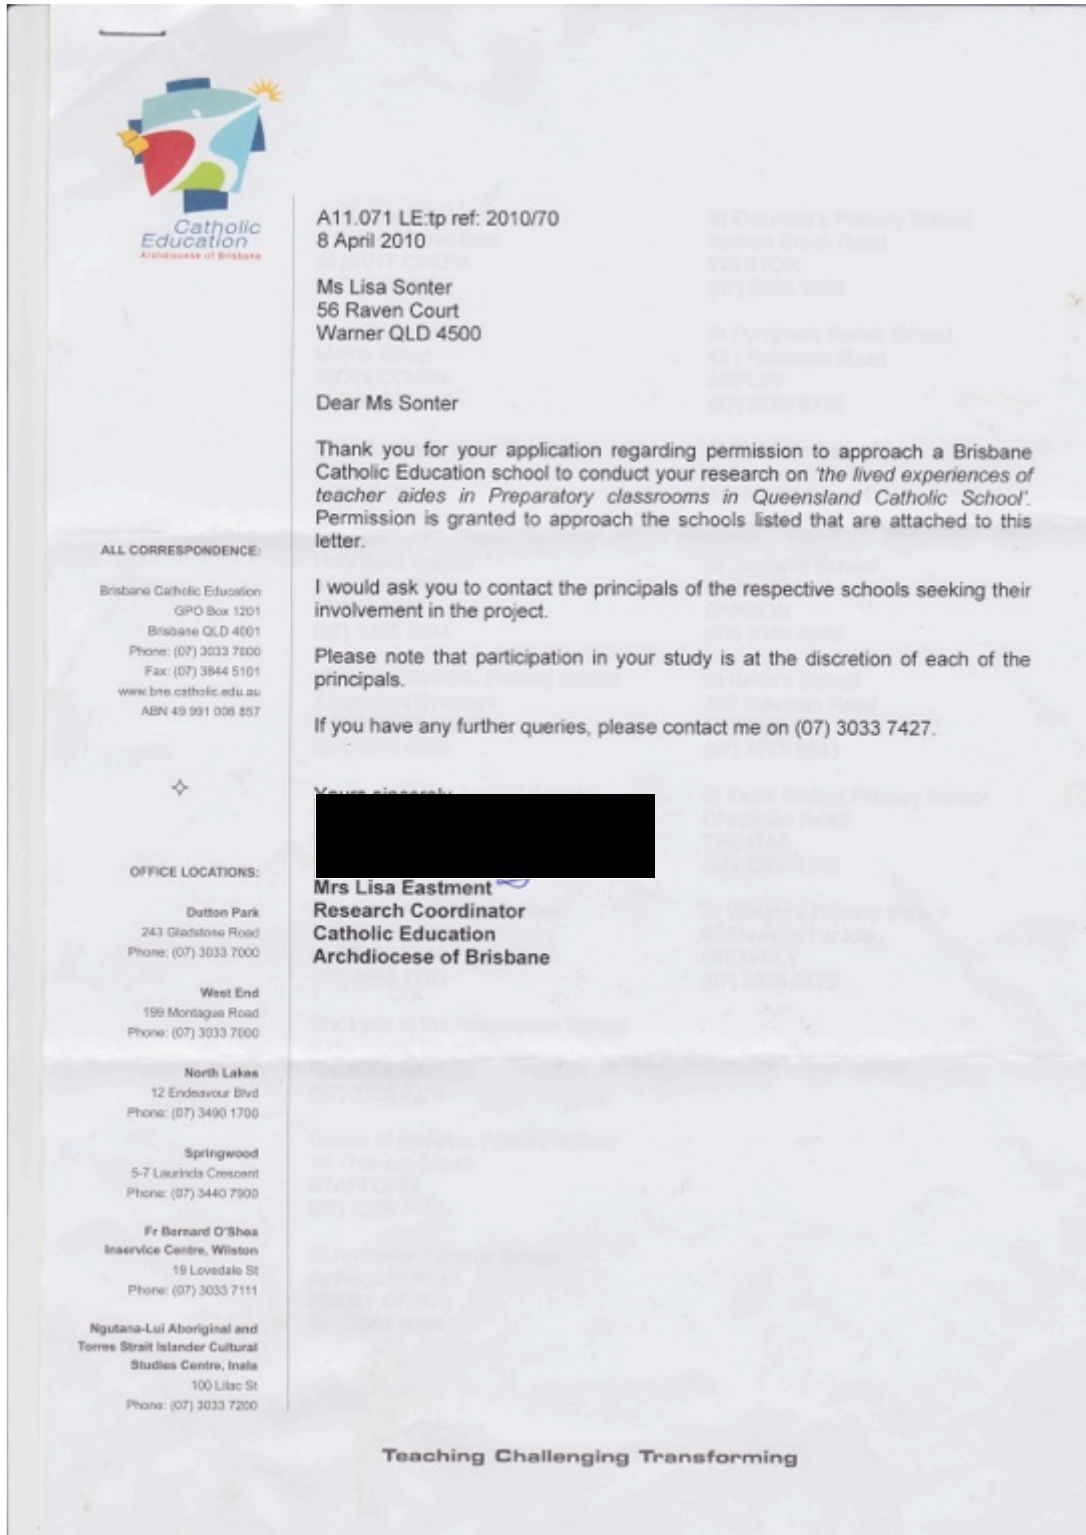 Catholic
Education
Archdiocese of Brisbane
A11.071 LE:tp ref: 2010/70
8 April 2010
Ms Lisa Sonter
56 Raven Court
Warner QLD 4500
Dear Ms Sonter
Thank you for your application regarding permission to approach a Brisbane
Catholic Education school to conduct your research on 'the lived experiences of
teacher aides in Preparatory classrooms in Queensland Catholic School'.
Permission is granted to approach the schools listed that are attached to this
letter.
I would ask you to contact the principals of the respective schools seeking their
involvement in the project.
Please note that participation in your study is at the discretion of each of the
principals.
If you have any further queries, please contact me on (07) 3033 7427.
Yours sincerely
Mrs Lisa Eastment
Research Coordinator
Catholic Education
Archdiocese of Brisbane
ALL CORRESPONDENCE:
Brisbane Catholic Education
GPO Box 1201
Brisbane QLD 4001
Phone: (07) 3033 7000
Fax: (07) 3844 5101
www.bne.catholic.edu.au
ABN 49 991 006 857
OFFICE LOCATIONS:
Dutton Park
243 Gladstone Road
Phone: (07) 3033 7000
West End
199 Montague Road
Phone: (07) 3033 7000
North Lakes
12 Endeavour Blvd
Phone: (07) 3490 1700
Springwood
5-7 Laurinda Crescent
Phone: (07) 3440 7900
Fr Bernard O'Shea
Inservice Centre, Wilston
19 Lovedale St
Phone: (07) 3033 7111
Ngutana-Lui Aboriginal and
Torres Strait Islander Cultural
Studies Centre, Inala
100 Lilac St
Phone: (07) 3033 7200
Teaching Challenging Transforming